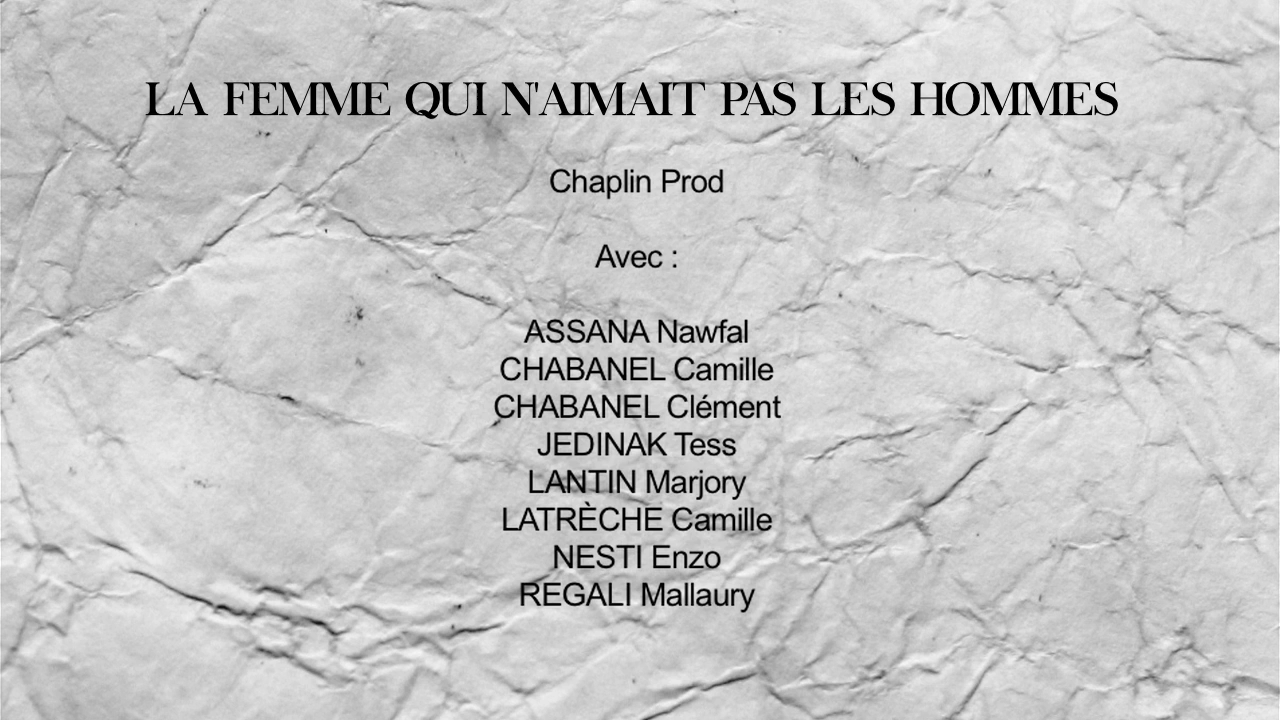 LA FEMME QUI N'AIMAIT PAS LES HOMMES
Chaplin Prod
Avec :
ASSANA Nawfal
CHABANEL Camille
CHABANEL Clément
JEDINAK Tess
LANTIN Marjory
LATRÈCHE Camille
NESTI Enzo
REGALI Mallaury